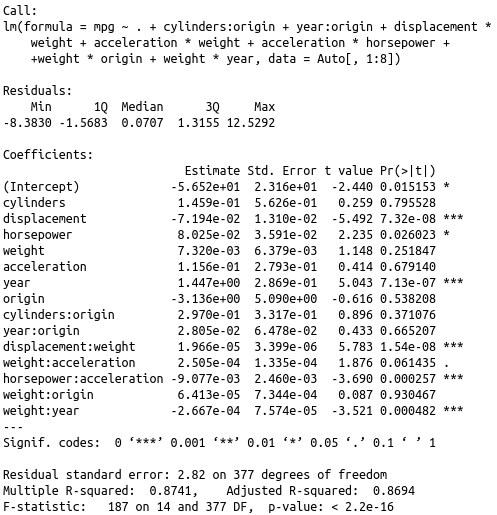 Call:
lm(formula = mpg ~ . + cylinders:origin + year:origin + displacement *
    weight + acceleration * weight + acceleration * horsepower +
    +weight * origin + weight * year, data = Auto[, 1:8])

Residuals:
    Min      1Q  Median      3Q     Max
-8.3830 -1.5683  0.0707  1.3155 12.5292

Coefficients:
                          Estimate Std. Error t value Pr(>|t|)
(Intercept)             -5.652e+01  2.316e+01  -2.440 0.015153 *
cylinders                1.459e-01  5.626e-01   0.259 0.795528
displacement            -7.194e-02  1.310e-02  -5.492 7.32e-08 ***
horsepower               8.025e-02  3.591e-02   2.235 0.026023 *
weight                   7.320e-03  6.379e-03   1.148 0.251847
acceleration             1.156e-01  2.793e-01   0.414 0.679140
year                     1.447e+00  2.869e-01   5.043 7.13e-07 ***
origin                  -3.136e+00  5.090e+00  -0.616 0.538208
cylinders:origin         2.970e-01  3.317e-01   0.896 0.371076
year:origin              2.805e-02  6.478e-02   0.433 0.665207
displacement:weight      1.966e-05  3.399e-06   5.783 1.54e-08 ***
weight:acceleration      2.505e-04  1.335e-04   1.876 0.061435 .
horsepower:acceleration -9.077e-03  2.460e-03  -3.690 0.000257 ***
weight:origin            6.413e-05  7.344e-04   0.087 0.930467
weight:year             -2.667e-04  7.574e-05  -3.521 0.000482 ***
---
Signif. codes:  0 ‘***’ 0.001 ‘**’ 0.01 ‘*’ 0.05 ‘.’ 0.1 ‘ ’ 1

Residual standard error: 2.82 on 377 degrees of freedom
Multiple R-squared:  0.8741,    Adjusted R-squared:  0.8694
F-statistic:   187 on 14 and 377 DF,  p-value: < 2.2e-16